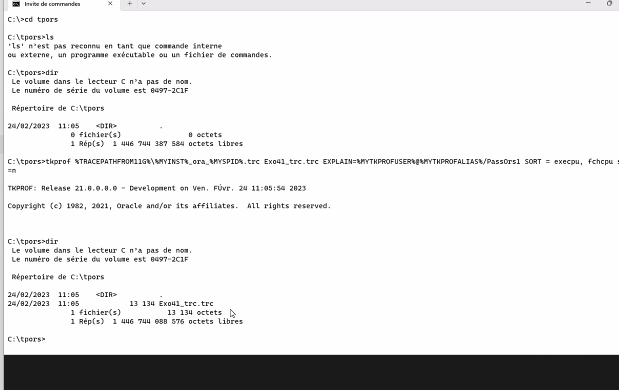 Invite de commandes
C:\>cd tpors
C:\tpors>ls
'ls' n'est pas reconnu en tant que commande interne
ou externe, un programme exécutable ou un fichier de commandes.
C:\tpors>dir
Le volume dans le lecteur C n'a pas de nom.
Le numéro de série du volume est 0497-2C1F
Répertoire de C:\tpors
24/02/2023  11:05    <DIR>          .
0 fichier(s)                0 octets
1 Rép(s)  1 446 744 387 584 octets libres
C:\tpors>tkprof %TRACEPATHFROM11G%\%MYINST%_ora_%MYSPID%.trc Exo41_trc.trc EXPLAIN=%MYTKPROFUSER%@%MYTKPROFALIAS%/PassOrs1 SORT = execpu, fchcpu s
=n
TKPROF: Release 21.0.0.0.0 - Development on Ven. FÚvr. 24 11:05:54 2023
Copyright (c) 1982, 2021, Oracle and/or its affiliates.  All rights reserved.
C:\tpors>dir
Le volume dans le lecteur C n'a pas de nom.
Le numéro de série du volume est 0497-2C1F
Répertoire de C:\tpors
24/02/2023  11:05    <DIR>          .
24/02/2023  11:05            13 134 Exo41_trc.trc
1 fichier(s)           13 134 octets
1 Rép(s)  1 446 744 088 576 octets libres
C:\tpors>